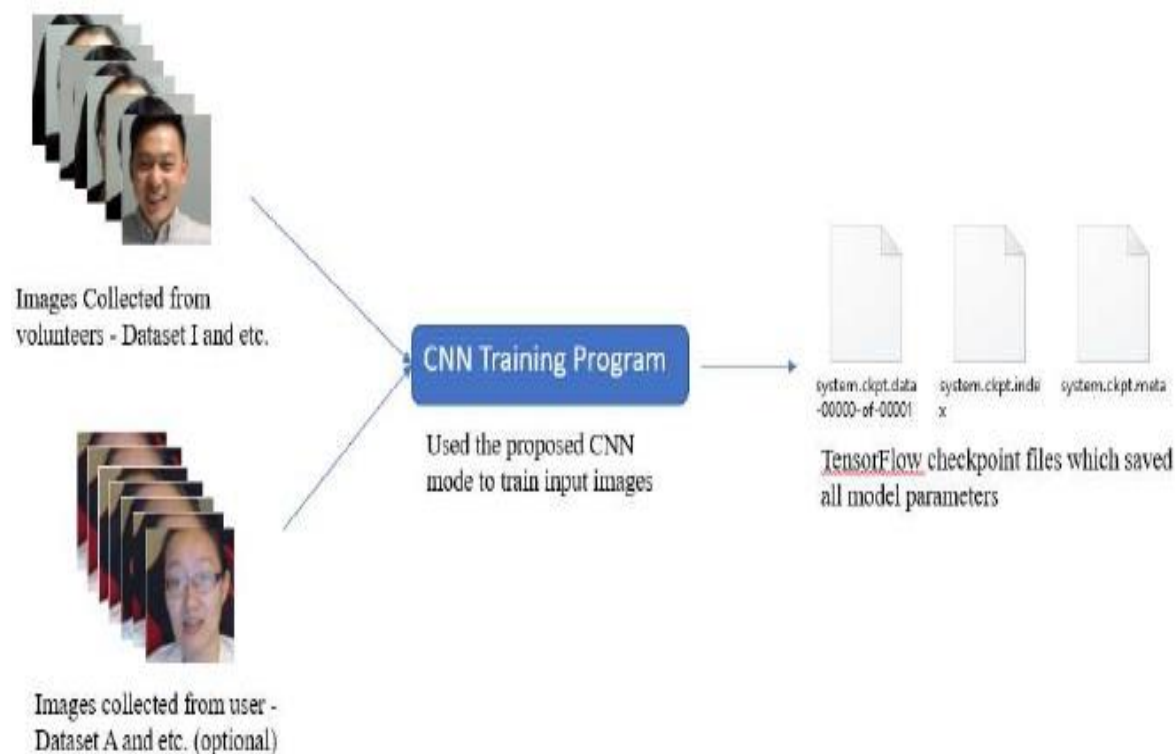 Images Collected from
volunteers - Dataset I and etc.
CNN Training Program
Used the proposed CNN
mode to train input images
system.ckpt.data
-00000-of-00001
system.ckpt.inde
x
system.ckpt.meta
TensorFlow checkpoint files which saved
all model parameters
Images collected from user -
Dataset A and etc. (optional)